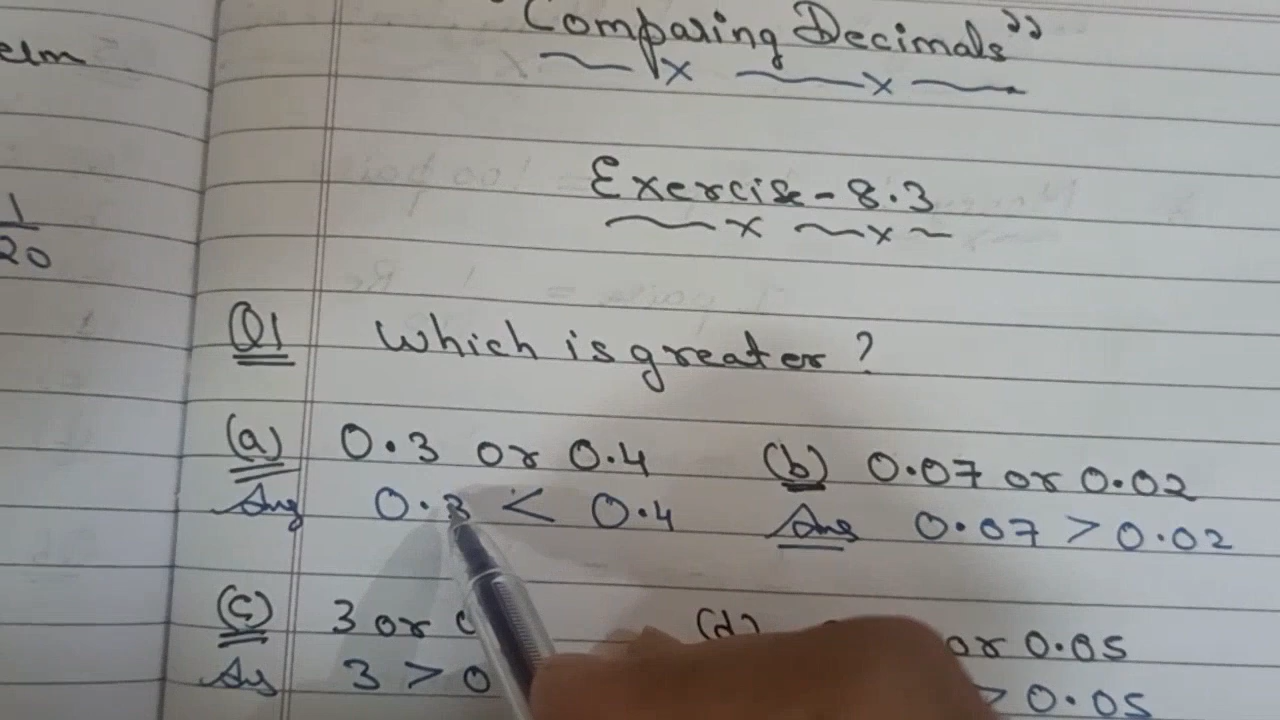 "Comparing Decimals"
Exercise-8.3
1
20
Q1 Which is greater?
(a) 0.3 or 0.4 (b) 0.07 or 0.02
Ans 0.3 < 0.4 Ans 0.07 > 0.02
(c) 3 or (d) or 0.05
Ans 3 > 0 > 0.05